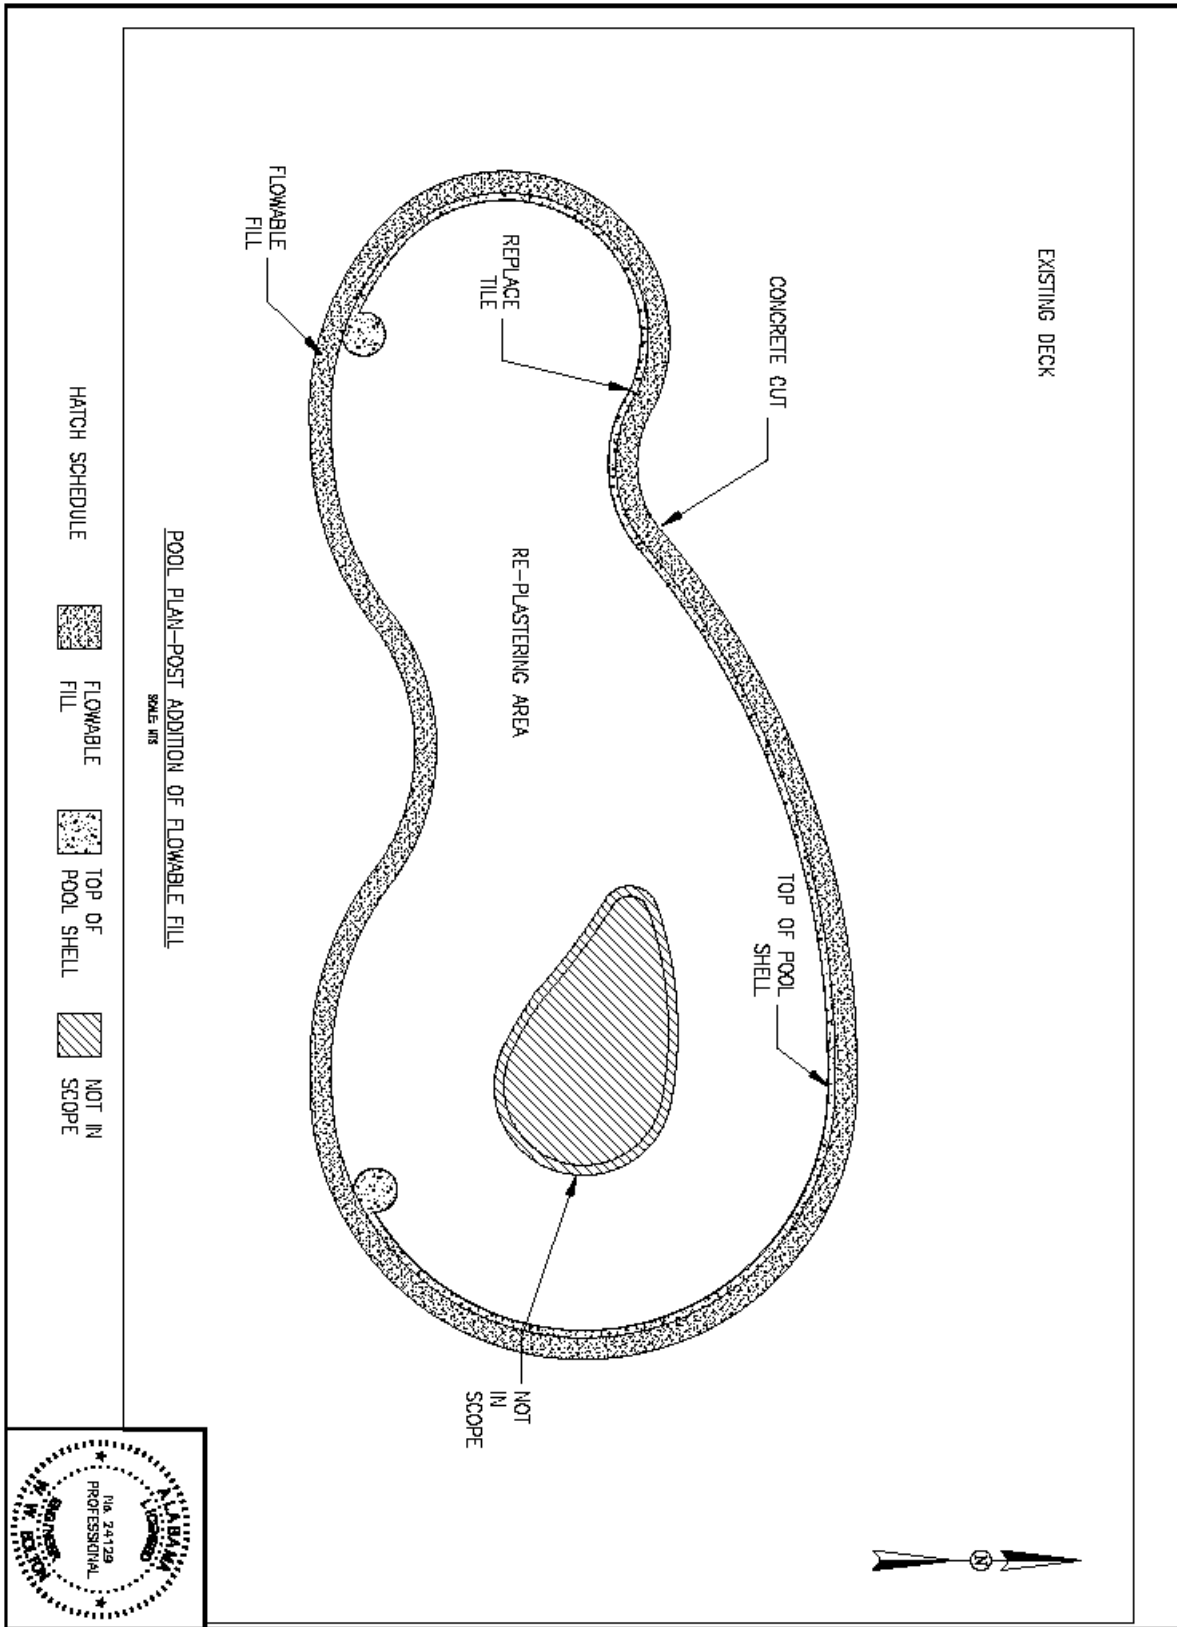 EXISTING DECK
CONCRETE CUT
REPLACE
TILE
FLOWABLE
FILL
RE-PLASTERING AREA
TOP OF POOL
SHELL
NOT
IN
SCOPE
POOL PLAN-POST ADDITION OF FLOWABLE FILL
SCALE: NTS
HATCH SCHEDULE
FLOWABLE
FILL
TOP OF
POOL SHELL
NOT IN
SCOPE
N
ALABAMA
LICENSED
No. 24129
PROFESSIONAL
ENGINEER
W. W. BOLTON